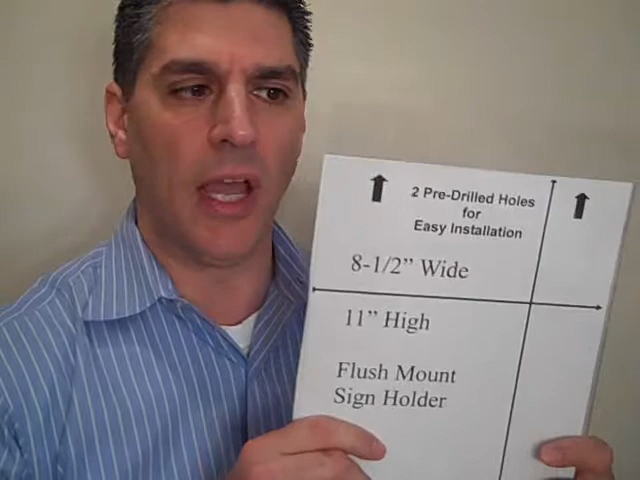 2 Pre-Drilled Holes
for
Easy Installation
8-1/2” Wide
11” High
Flush Mount
Sign Holder